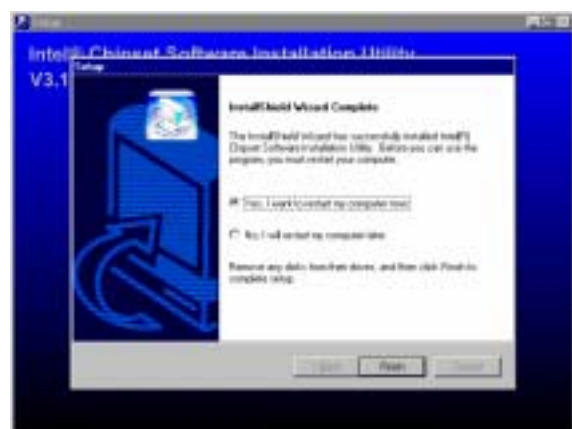 Setup
Intel® Chipset Software Installation Utility
V3.1
Setup
InstallShield Wizard Complete
The InstallShield Wizard has successfully installed Intel(R)
Chipset Software Installation Utility. Before you can use the
program, you must restart your computer.
Yes, I want to restart my computer now.
No, I will restart my computer later.
Remove any disks from their drives, and then click Finish to
complete setup.
< Back
Finish
Cancel